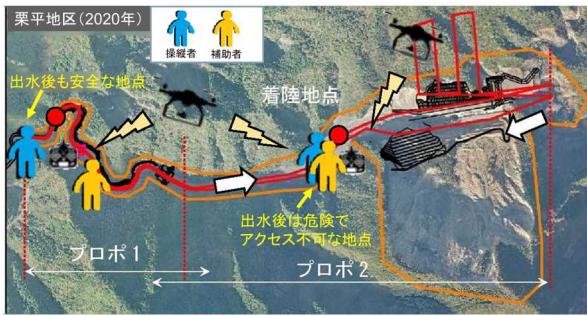 栗平地区(2020年)
操縦者
補助者
出水後も安全な地点
着陸地点
出水後は危険で
アクセス不可な地点
プロポ1
プロポ2